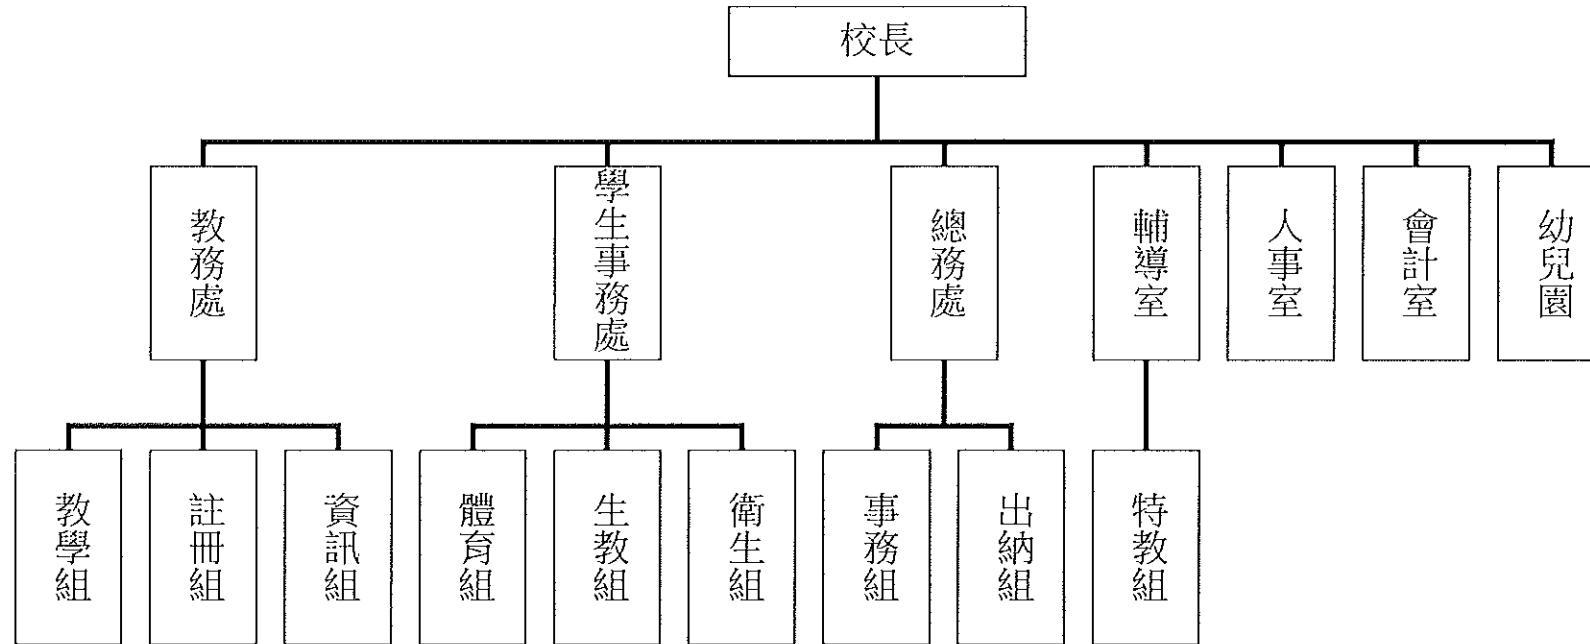 校長
教務處
學生事務處
總務處
輔導室
人事室
會計室
幼兒園
教學組
註冊組
資訊組
體育組
生教組
衛生組
事務組
出納組
特教組